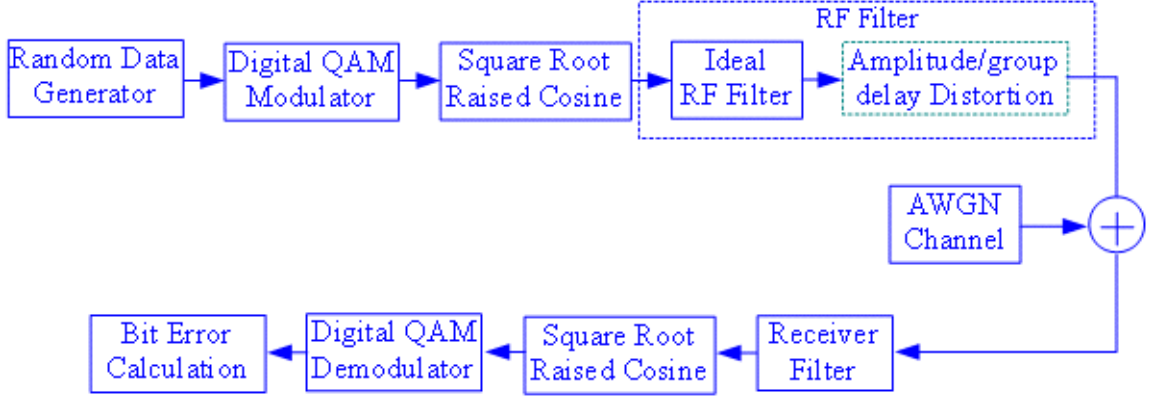 RF Filter
Random Data
Generator
Digital QAM
Modulator
Square Root
Raised Cosine
Ideal
RF Filter
Amplitude/group
delay Distortion
AWGN
Channel
+
Bit Error
Calculation
Digital QAM
Demodulator
Square Root
Raised Cosine
Receiver
Filter